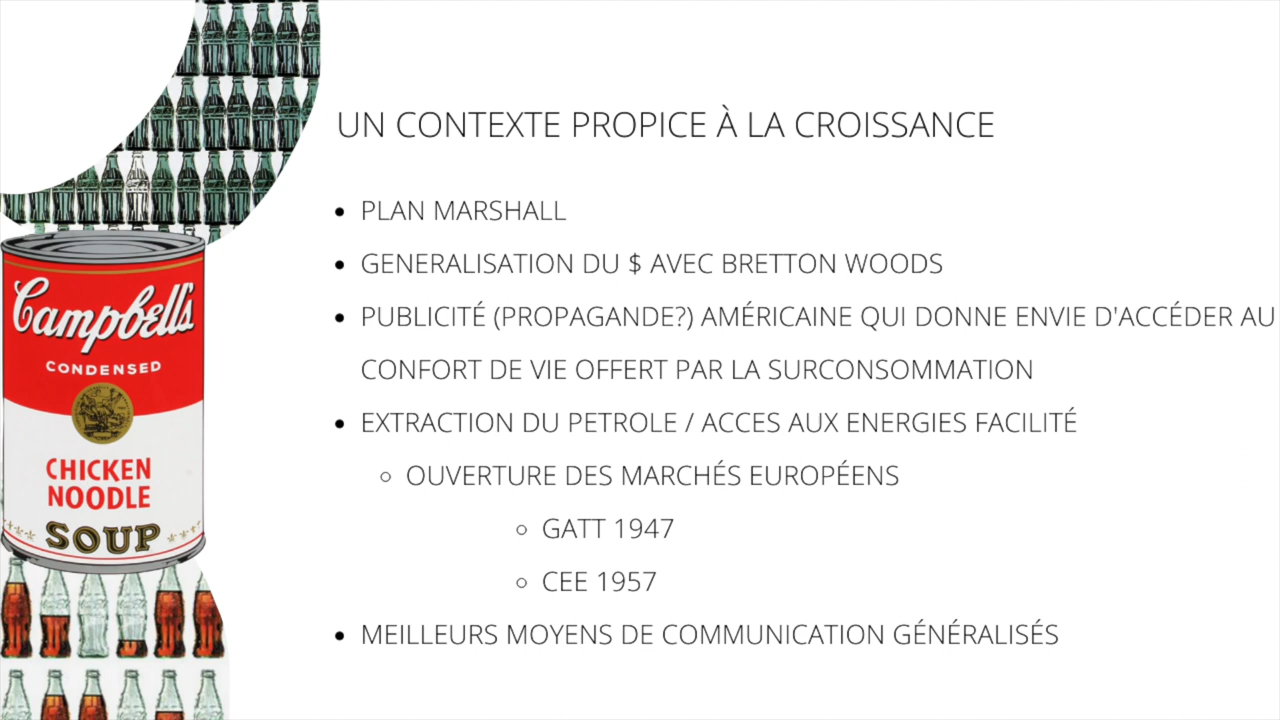 UN CONTEXTE PROPICE À LA CROISSANCE
PLAN MARSHALL
GENERALISATION DU $ AVEC BRETTON WOODS
PUBLICITÉ (PROPAGANDE?) AMÉRICAINE QUI DONNE ENVIE D'ACCÉDER AU
CONFORT DE VIE OFFERT PAR LA SURCONSOMMATION
EXTRACTION DU PETROLE / ACCES AUX ENERGIES FACILITÉ
OUVERTURE DES MARCHÉS EUROPÉENS
GATT 1947
CEE 1957
MEILLEURS MOYENS DE COMMUNICATION GÉNÉRALISÉS
Campbell's
CONDENSED
CHICKEN
NOODLE
SOUP